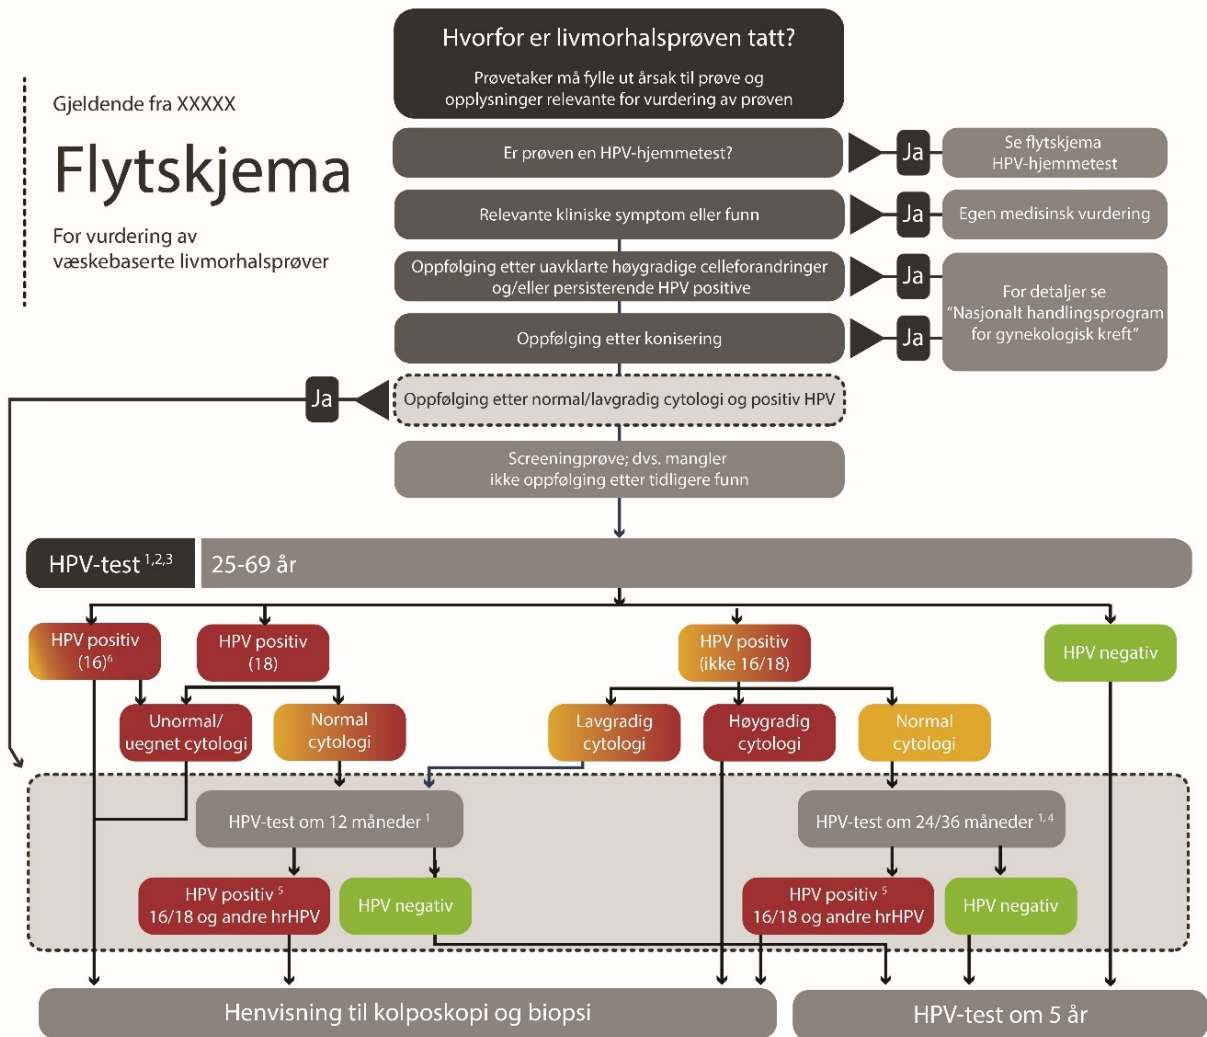 Hvorfor er livmorhalsprøven tatt?
Prøvetaker må fylle ut årsak til prøve og
opplysninger relevante for vurdering av prøven
Gjeldende fra XXXXX
Flytskjema
For vurdering av
væskebaserte livmorhalsprøver
Er prøven en HPV-hjemmetest?
Ja
Se flytskjema
HPV-hjemmetest
Relevante kliniske symptom eller funn
Ja
Egen medisinsk vurdering
Oppfølging etter uavklarte høygradige celleforandringer
og/eller persisterende HPV positive
Ja
For detaljer se
”Nasjonalt handlingsprogram
for gynekologisk kreft”
Oppfølging etter konisering
Ja
Ja
Oppfølging etter normal/lavgradig cytologi og positiv HPV
Screeningprøve; dvs. mangler
ikke oppfølging etter tidligere funn
HPV-test 1,2,3
25-69 år
HPV positiv
(16)6
HPV positiv
(18)
HPV positiv
(ikke 16/18)
HPV negativ
Unormal/
uegnet cytologi
Normal
cytologi
Lavgradig
cytologi
Høygradig
cytologi
Normal
cytologi
HPV-test om 12 måneder 1
HPV-test om 24/36 måneder 1, 4
HPV positiv 5
16/18 og andre hrHPV
HPV negativ
HPV positiv 5
16/18 og andre hrHPV
HPV negativ
Henvisning til kolposkopi og biopsi
HPV-test om 5 år